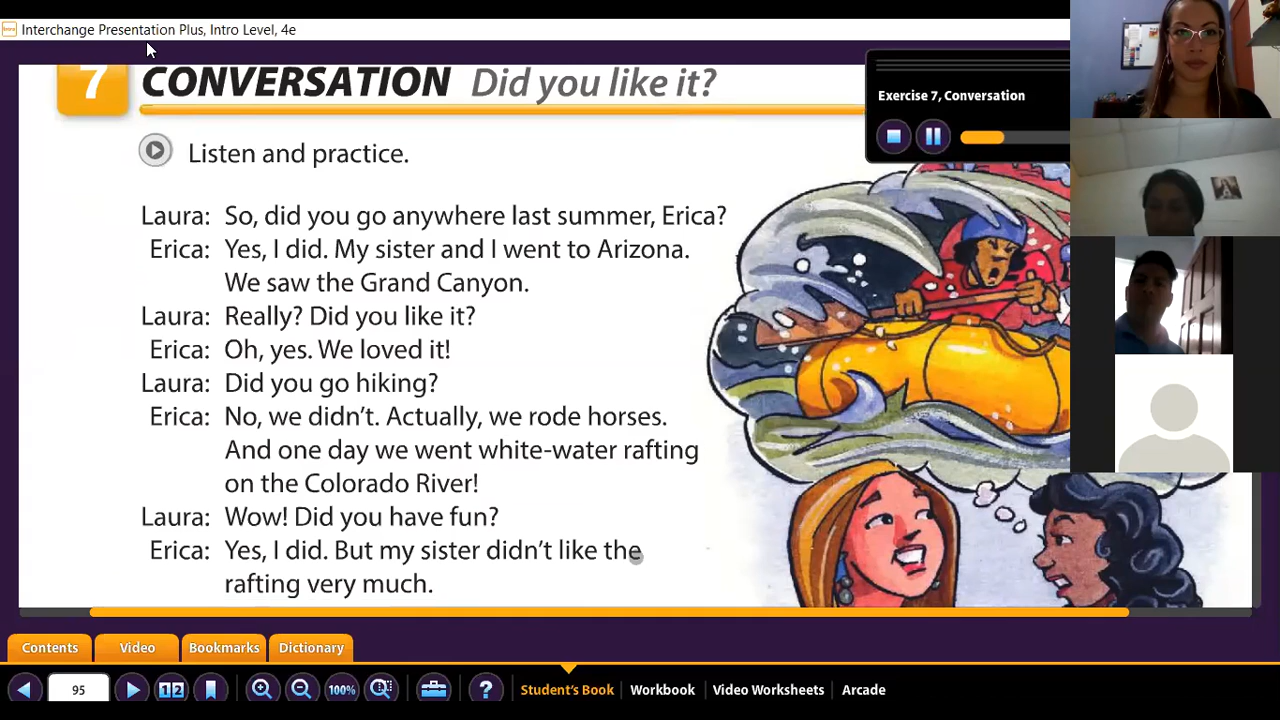 Interchange Presentation Plus, Intro Level, 4e
7 CONVERSATION Did you like it?
Exercise 7, Conversation
Listen and practice.
Laura: So, did you go anywhere last summer, Erica?
Erica: Yes, I did. My sister and I went to Arizona.
We saw the Grand Canyon.
Laura: Really? Did you like it?
Erica: Oh, yes. We loved it!
Laura: Did you go hiking?
Erica: No, we didn't. Actually, we rode horses.
And one day we went white-water rafting
on the Colorado River!
Laura: Wow! Did you have fun?
Erica: Yes, I did. But my sister didn't like the
rafting very much.
Contents Video Bookmarks Dictionary
95 12 100% ? Student's Book Workbook Video Worksheets Arcade